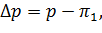 Δp = p − π₁,